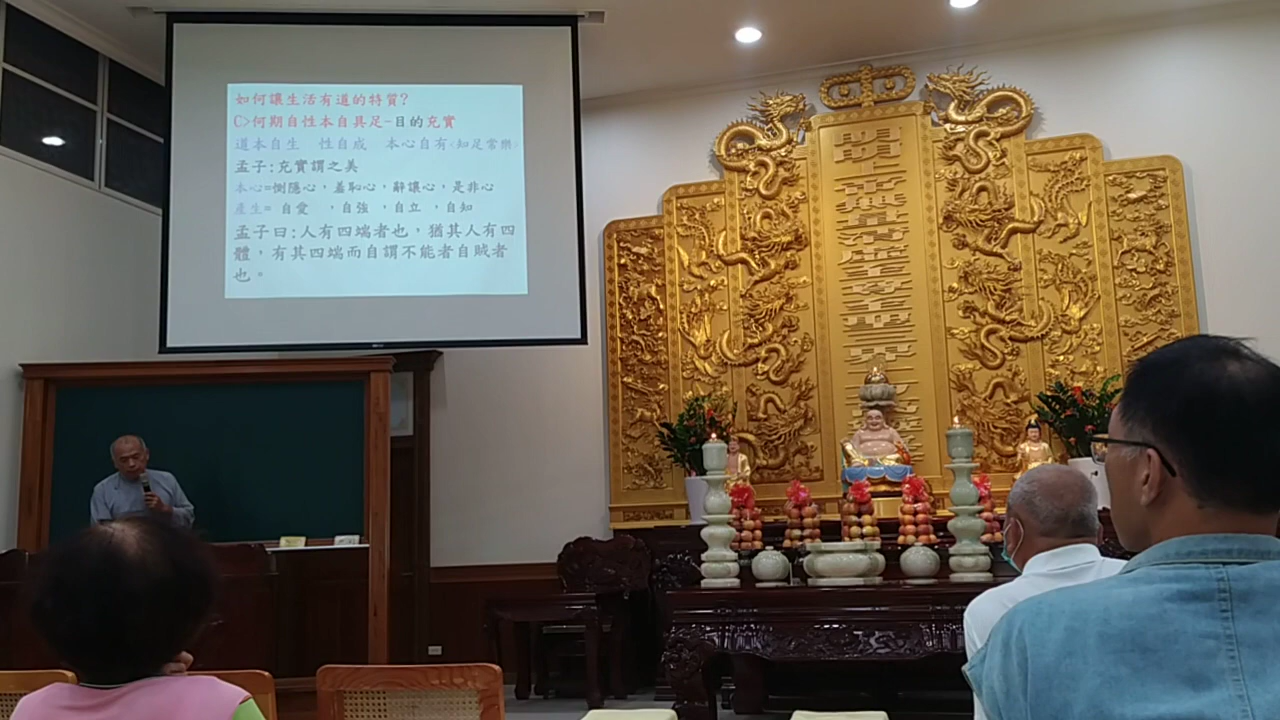 如何讓生活有道的特質?
C>何期自性本自具足-目的充實
道本自生 性自成 本心自有<知足常樂>
孟子:充實謂之美
本心=惻隱心,羞恥心,辭讓心,是非心
產生= 自愛 ,自強 ,自立 ,自知
孟子曰:人有四端者也,猶其人有四
體,有其四端而自謂不能者自賊者
也。